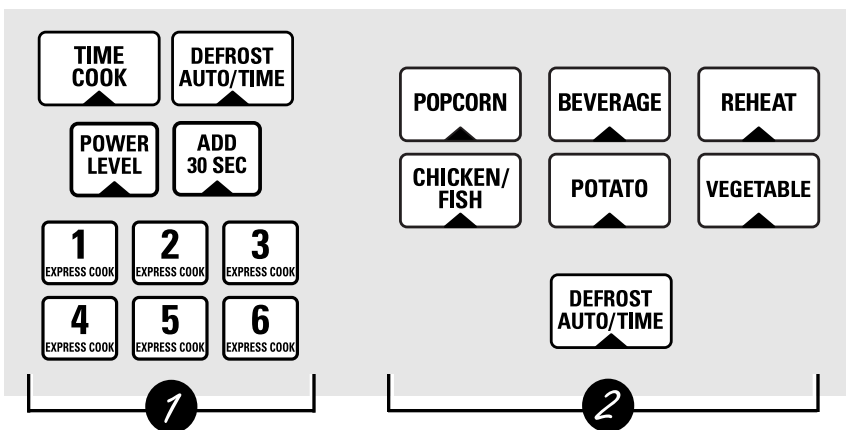 TIME
COOK
DEFROST
AUTO/TIME
POWER
LEVEL
ADD
30 SEC
1
EXPRESS COOK
2
EXPRESS COOK
3
EXPRESS COOK
4
EXPRESS COOK
5
EXPRESS COOK
6
EXPRESS COOK
1
POPCORN
BEVERAGE
REHEAT
CHICKEN/
FISH
POTATO
VEGETABLE
DEFROST
AUTO/TIME
2